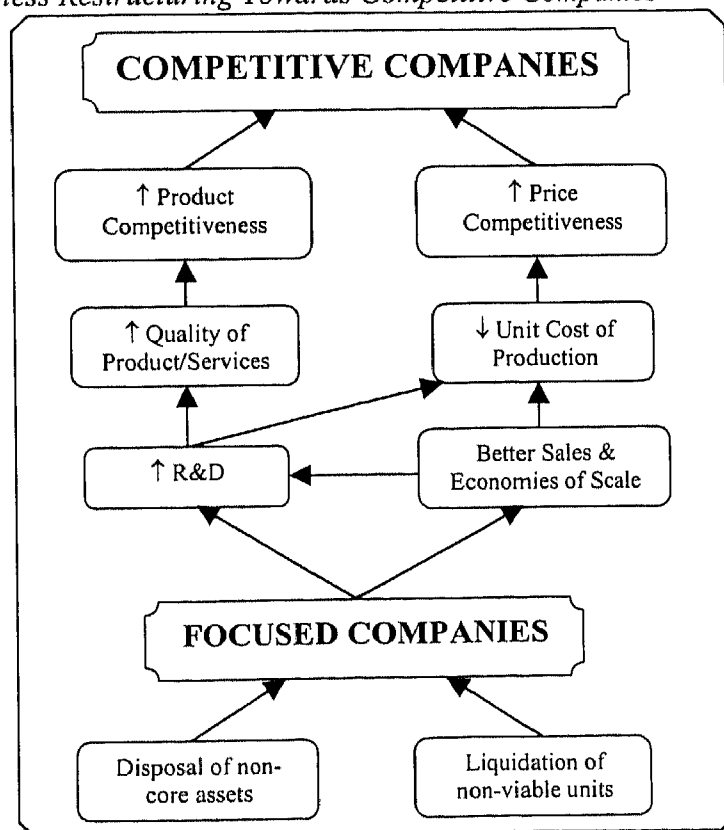 Restructuring Towards Competitive Companies
COMPETITIVE COMPANIES
↑ Product
Competitiveness
↑ Price
Competitiveness
↑ Quality of
Product/Services
↓ Unit Cost of
Production
↑ R&D
Better Sales &
Economies of Scale
FOCUSED COMPANIES
Disposal of non-
core assets
Liquidation of
non-viable units